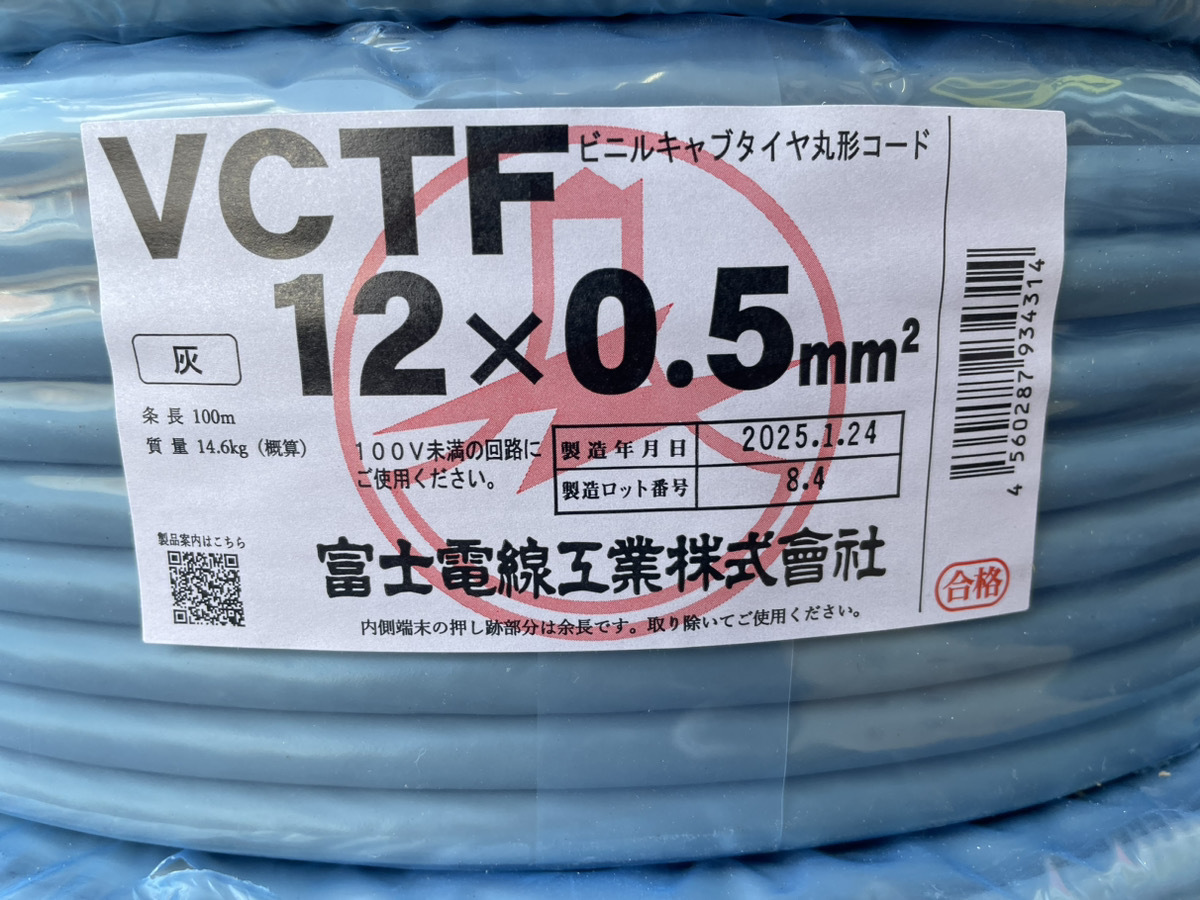 VCTF ビニルキャブタイヤ丸形コード
12×0.5mm²
灰
条長 100m
質量 14.6kg（概算）
100V未満の回路に
ご使用ください。
製造年月日 2025.1.24
製造ロット番号 8.4
製品案内はこちら
富士電線工業株式會社
内側端末の押し跡部分は余長です。取り除いてご使用ください。
4 560287 934314
合格